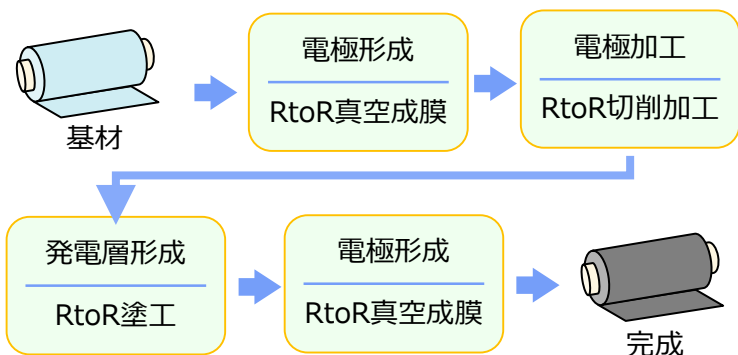 基材
電極形成
RtoR真空成膜
電極加工
RtoR切削加工
発電層形成
RtoR塗工
電極形成
RtoR真空成膜
完成